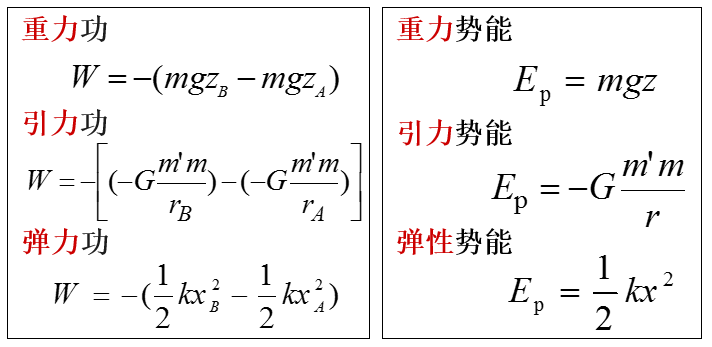 重力功
W = −(mgz_B − mgz_A)
引力功
W = −[(−G m'm/r_B) − (−G m'm/r_A)]
弹力功
W = −(1/2 kx_B² − 1/2 kx_A²)
重力势能
E_p = mgz
引力势能
E_p = −G m'm/r
弹性势能
E_p = 1/2 kx²